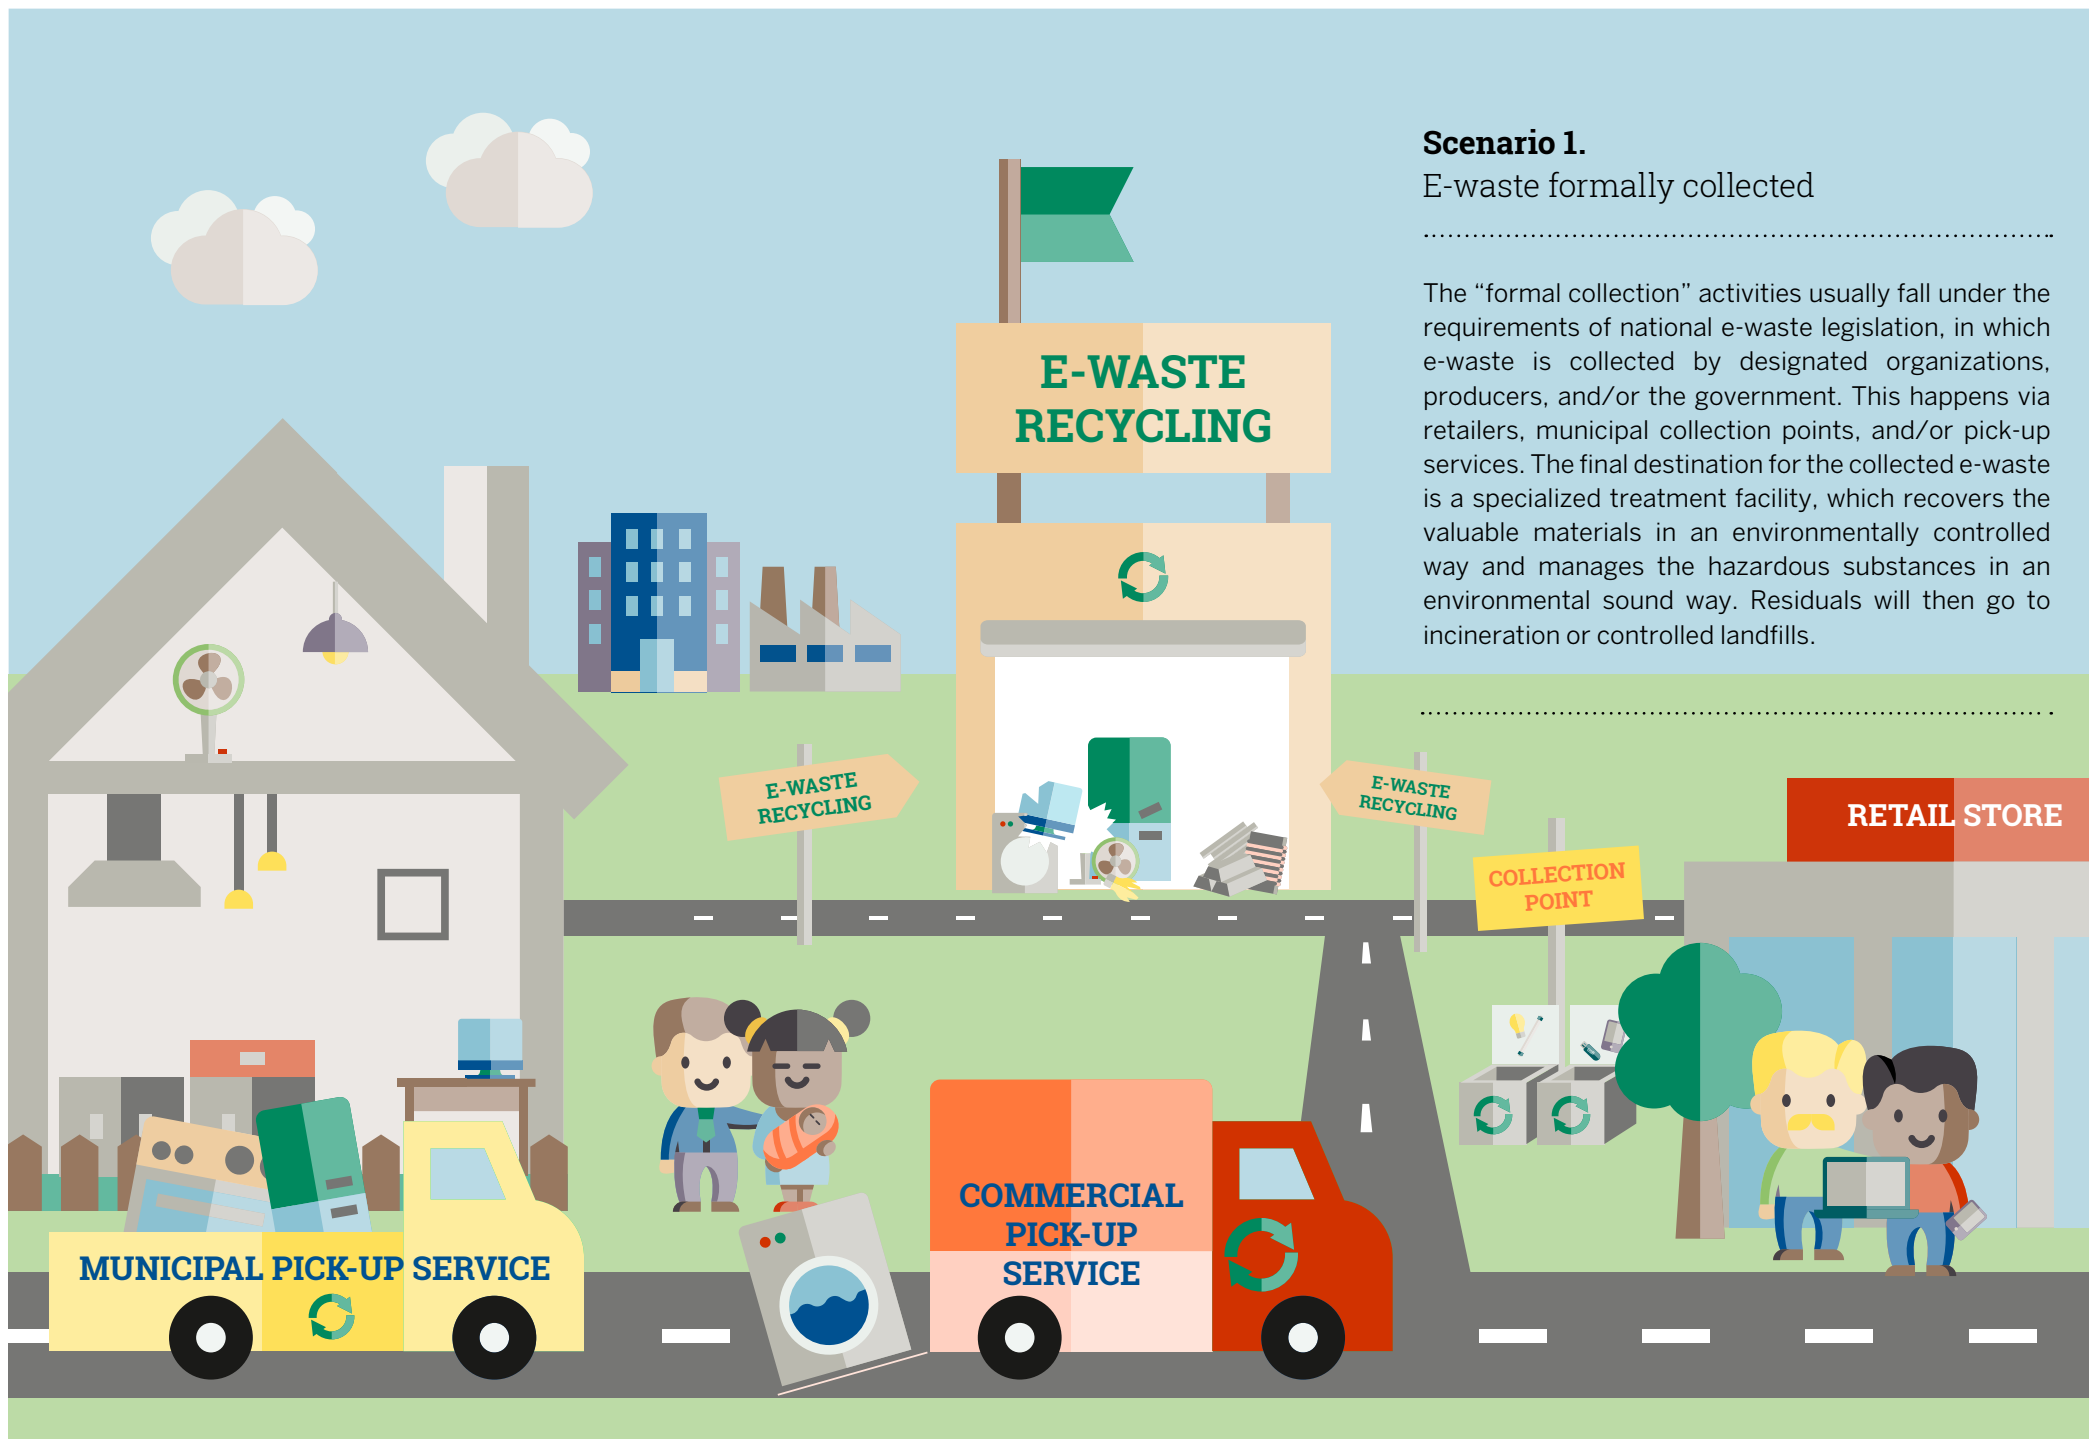 Scenario 1.
E-waste formally collected
The “formal collection” activities usually fall under the
requirements of national e-waste legislation, in which
e-waste is collected by designated organizations,
producers, and/or the government. This happens via
retailers, municipal collection points, and/or pick-up
services. The final destination for the collected e-waste
is a specialized treatment facility, which recovers the
valuable materials in an environmentally controlled
way and manages the hazardous substances in an
environmental sound way. Residuals will then go to
incineration or controlled landfills.
E-WASTE
RECYCLING
E-WASTE
RECYCLING
E-WASTE
RECYCLING
RETAIL STORE
COLLECTION
POINT
MUNICIPAL PICK-UP SERVICE
COMMERCIAL
PICK-UP
SERVICE